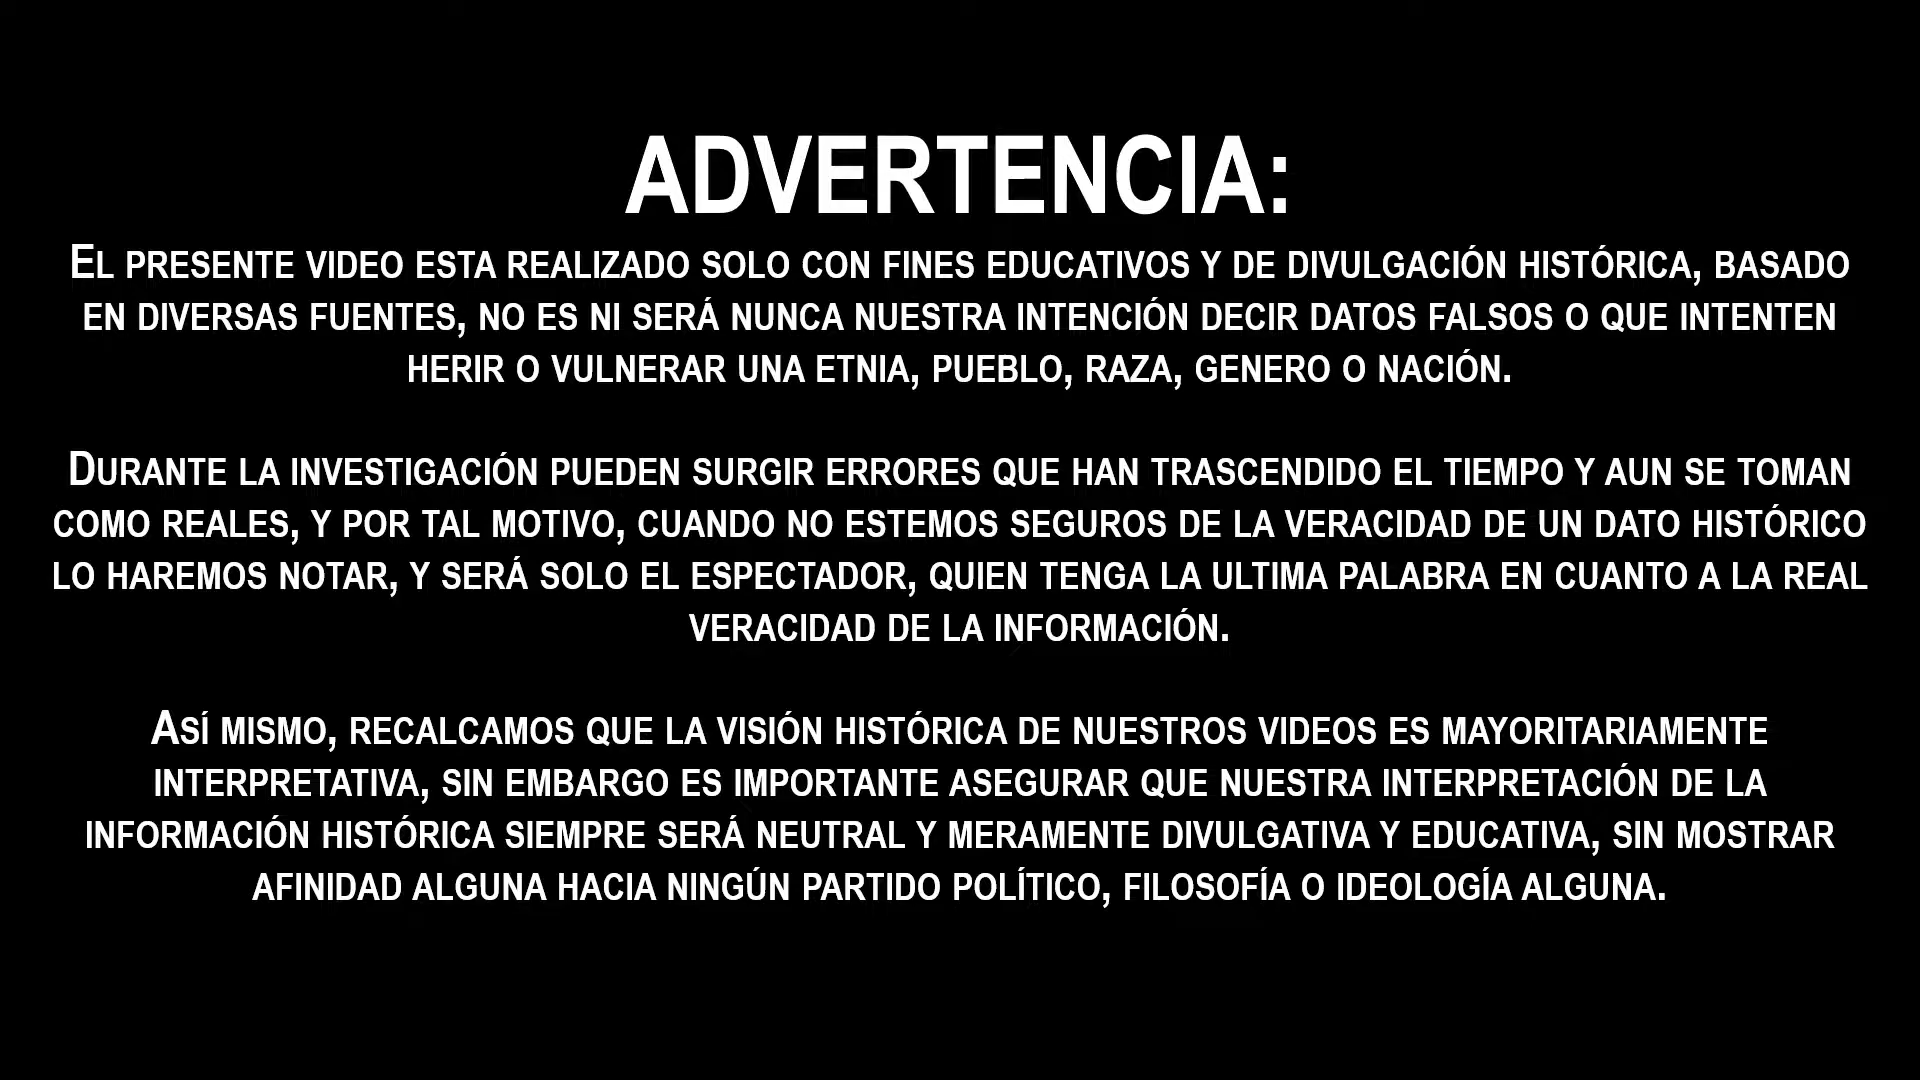 ADVERTENCIA:
EL PRESENTE VIDEO ESTA REALIZADO SOLO CON FINES EDUCATIVOS Y DE DIVULGACIÓN HISTÓRICA, BASADO
EN DIVERSAS FUENTES, NO ES NI SERÁ NUNCA NUESTRA INTENCIÓN DECIR DATOS FALSOS O QUE INTENTEN
HERIR O VULNERAR UNA ETNIA, PUEBLO, RAZA, GENERO O NACIÓN.
DURANTE LA INVESTIGACIÓN PUEDEN SURGIR ERRORES QUE HAN TRASCENDIDO EL TIEMPO Y AUN SE TOMAN
COMO REALES, Y POR TAL MOTIVO, CUANDO NO ESTEMOS SEGUROS DE LA VERACIDAD DE UN DATO HISTÓRICO
LO HAREMOS NOTAR, Y SERÁ SOLO EL ESPECTADOR, QUIEN TENGA LA ULTIMA PALABRA EN CUANTO A LA REAL
VERACIDAD DE LA INFORMACIÓN.
ASÍ MISMO, RECALCAMOS QUE LA VISIÓN HISTÓRICA DE NUESTROS VIDEOS ES MAYORITARIAMENTE
INTERPRETATIVA, SIN EMBARGO ES IMPORTANTE ASEGURAR QUE NUESTRA INTERPRETACIÓN DE LA
INFORMACIÓN HISTÓRICA SIEMPRE SERÁ NEUTRAL Y MERAMENTE DIVULGATIVA Y EDUCATIVA, SIN MOSTRAR
AFINIDAD ALGUNA HACIA NINGÚN PARTIDO POLÍTICO, FILOSOFÍA O IDEOLOGÍA ALGUNA.